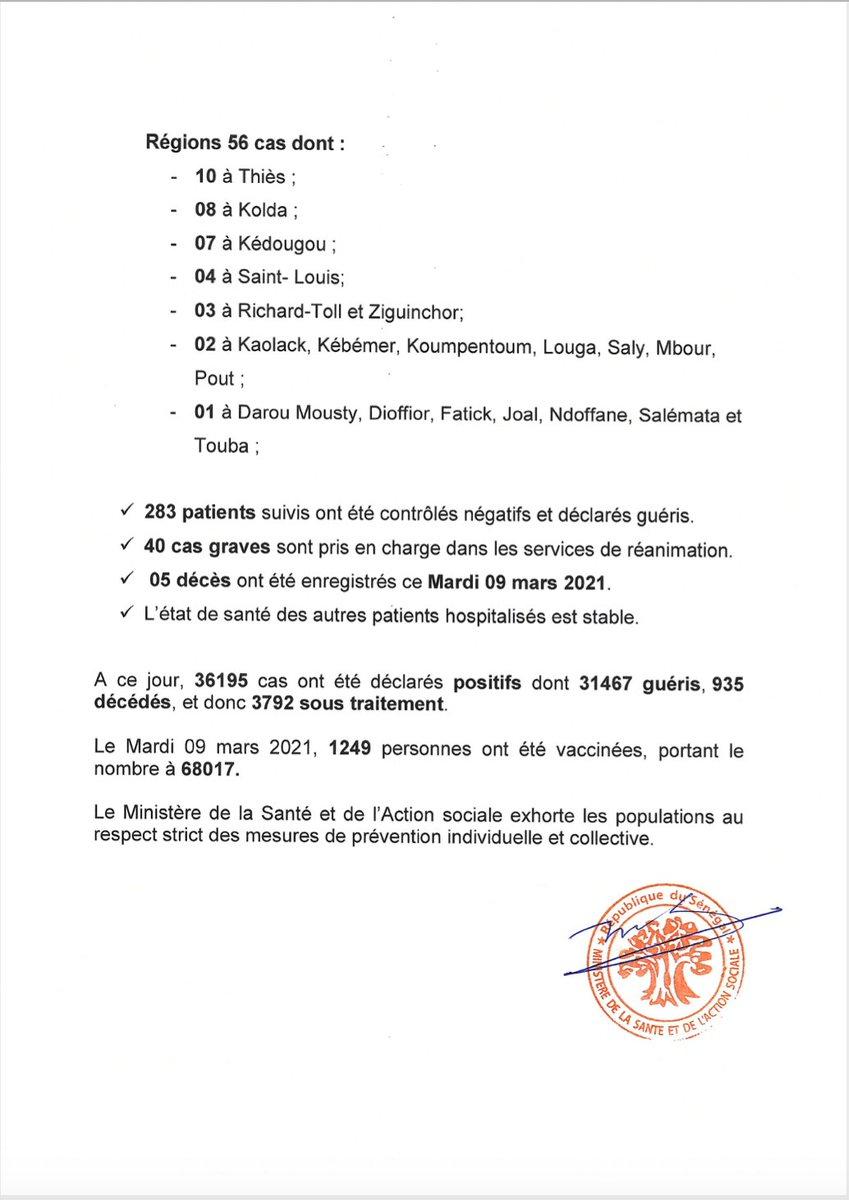 Régions 56 cas dont :
- 10 à Thiès ;
- 08 à Kolda ;
- 07 à Kédougou ;
- 04 à Saint- Louis;
- 03 à Richard-Toll et Ziguinchor;
- 02 à Kaolack, Kébémer, Koumpentoum, Louga, Saly, Mbour,
Pout ;
- 01 à Darou Mousty, Dioffior, Fatick, Joal, Ndoffane, Salémata et
Touba ;
✓ 283 patients suivis ont été contrôlés négatifs et déclarés guéris.
✓ 40 cas graves sont pris en charge dans les services de réanimation.
✓ 05 décès ont été enregistrés ce Mardi 09 mars 2021.
✓ L'état de santé des autres patients hospitalisés est stable.
A ce jour, 36195 cas ont été déclarés positifs dont 31467 guéris, 935
décédés, et donc 3792 sous traitement.
Le Mardi 09 mars 2021, 1249 personnes ont été vaccinées, portant le
nombre à 68017.
Le Ministère de la Santé et de l'Action sociale exhorte les populations au
respect strict des mesures de prévention individuelle et collective.
République du Sénégal
MINISTERE DE LA SANTE ET DE L'ACTION SOCIALE